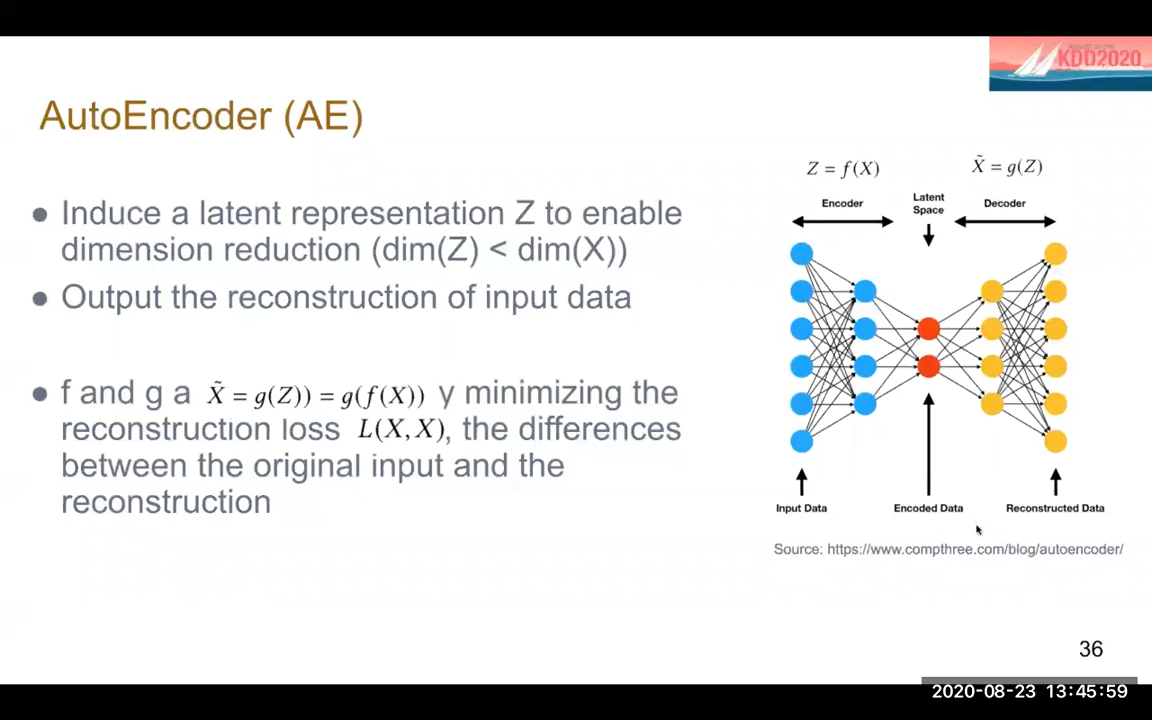 KDD2020
AutoEncoder (AE)
● Induce a latent representation Z to enable
dimension reduction (dim(Z) < dim(X))
● Output the reconstruction of input data
● f and g a X̃ = g(Z)) = g(f(X)) y minimizing the
reconstruction loss L(X, X), the differences
between the original input and the
reconstruction
Z = f(X)
X̃ = g(Z)
Encoder
Latent
Space
Decoder
Input Data
Encoded Data
Reconstructed Data
Source: https://www.compthree.com/blog/autoencoder/
36
2020-08-23 13:45:59